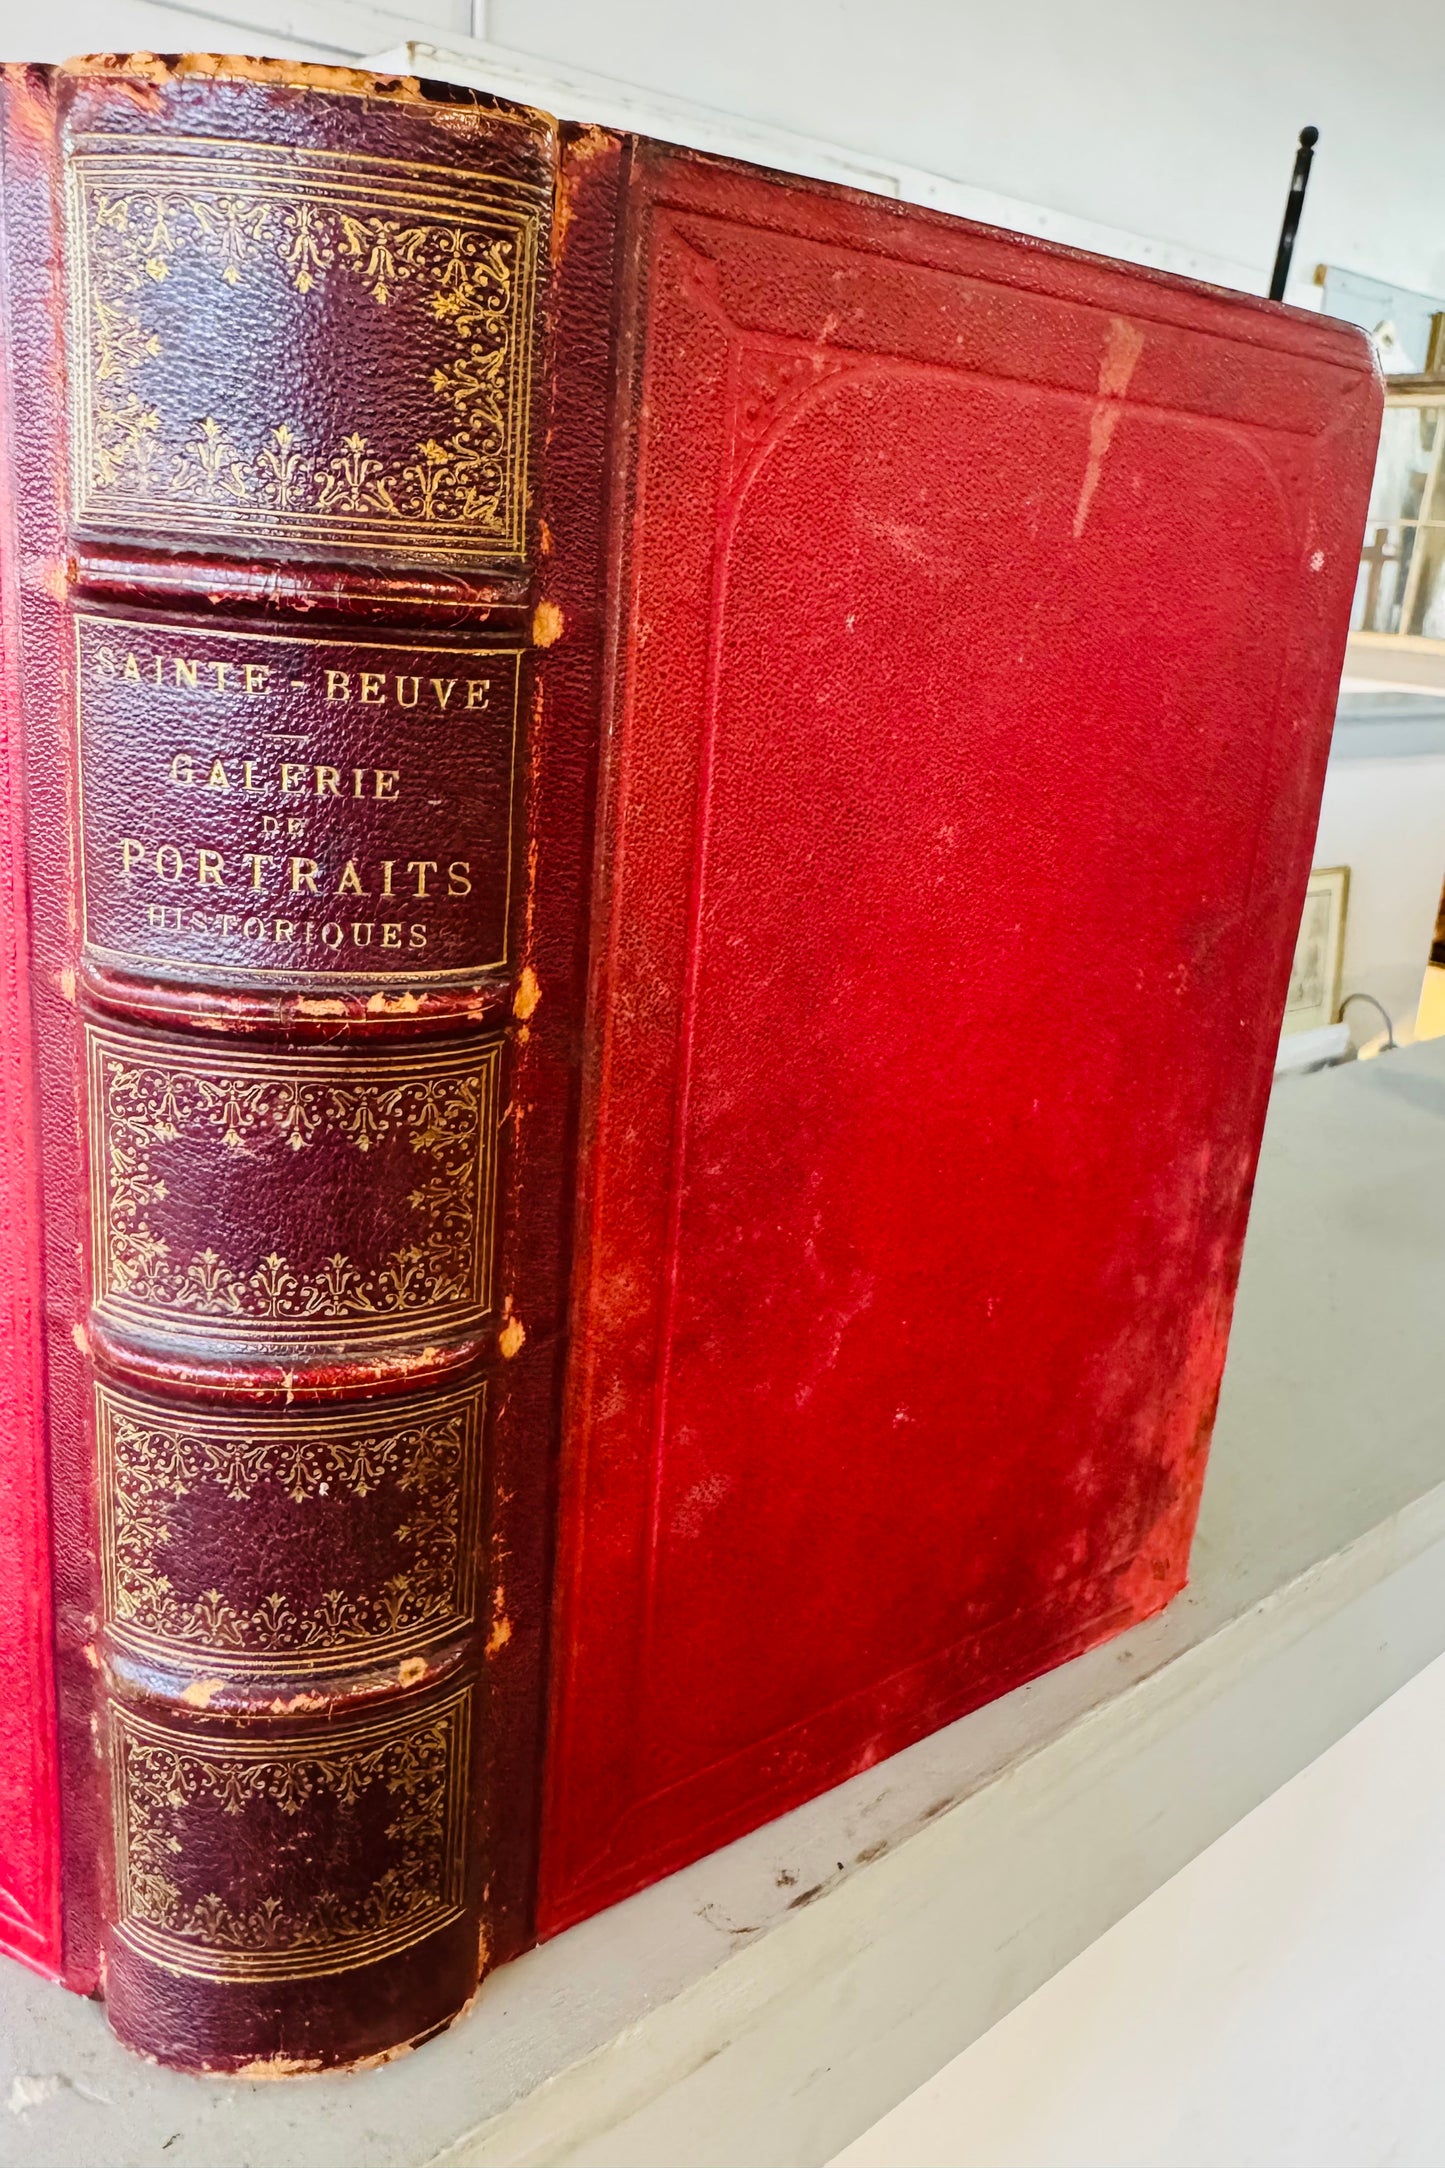 SAINTE-BEUVE
GALERIE
DE
PORTRAITS
HISTORIQUES